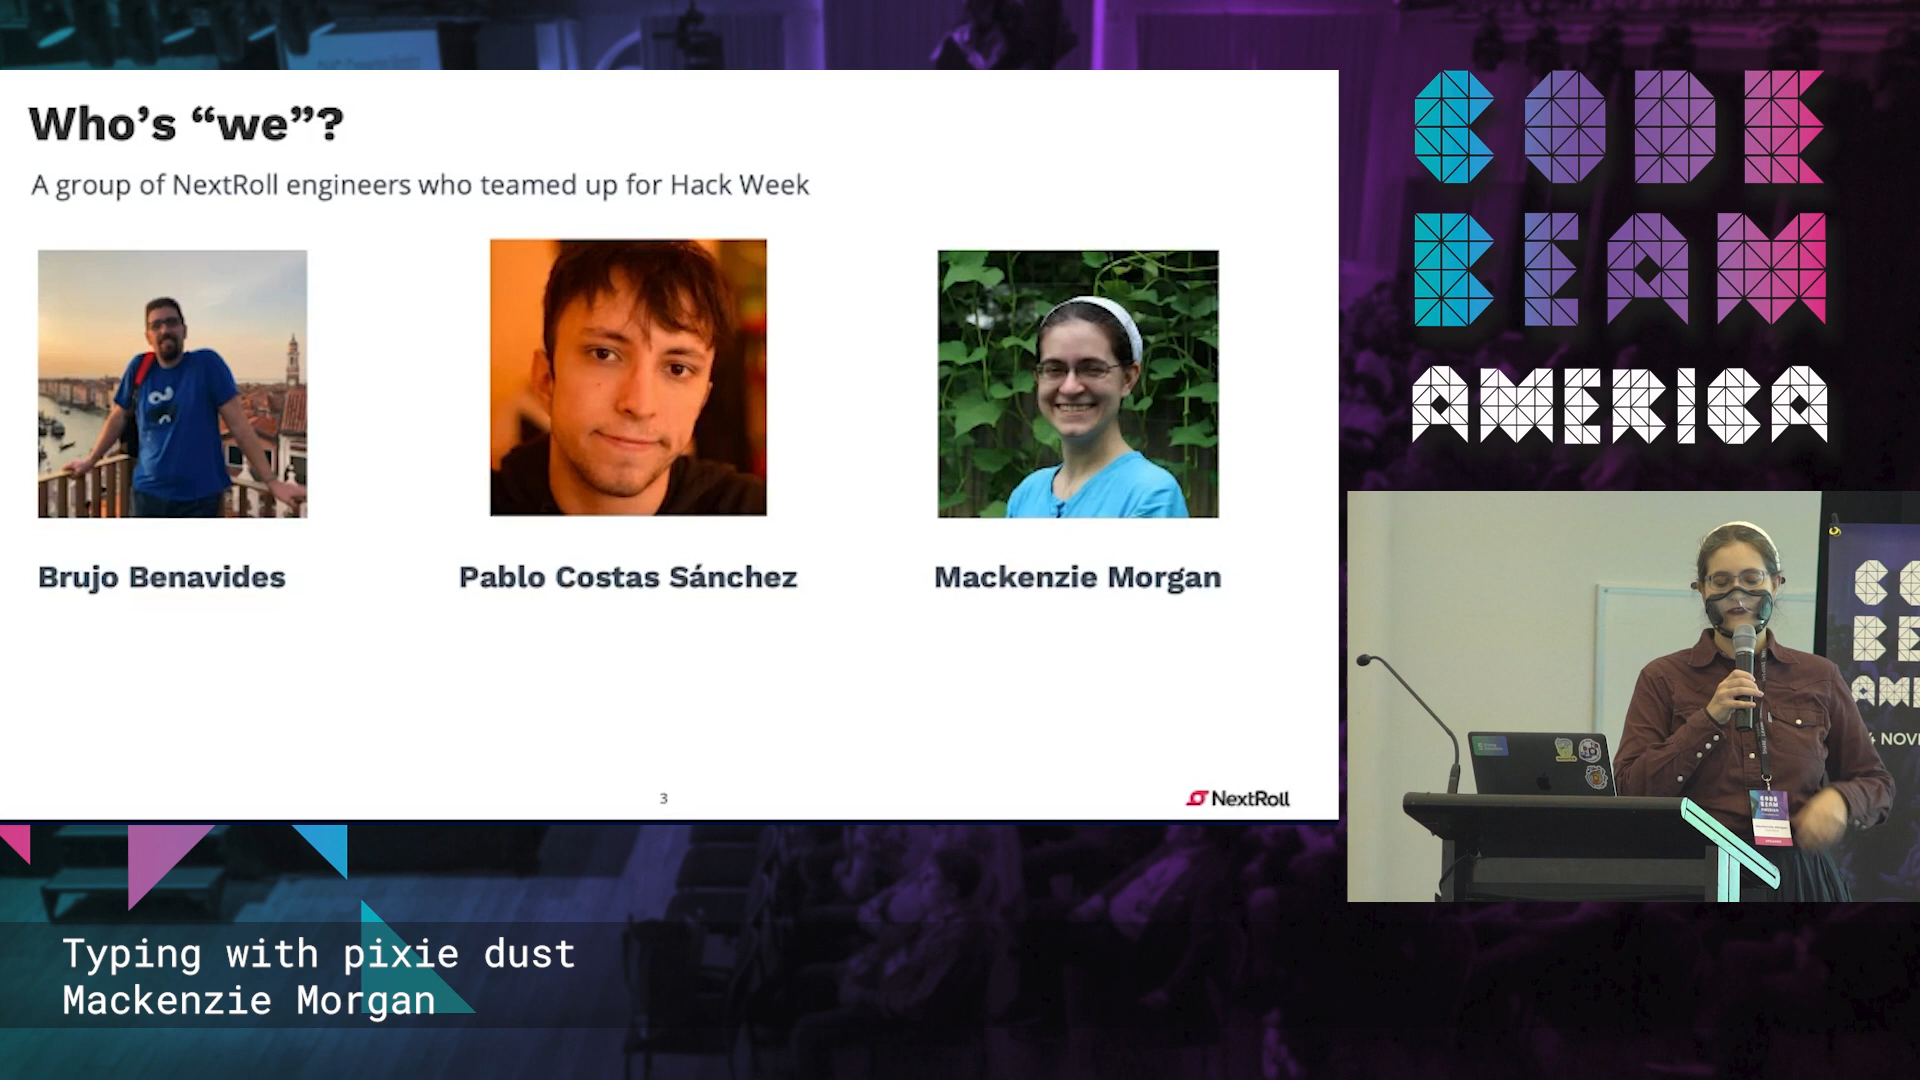 Who's “we”?
A group of NextRoll engineers who teamed up for Hack Week
Brujo Benavides
Pablo Costas Sánchez
Mackenzie Morgan
3
NextRoll
CODE
BEAM
AMERICA
Typing with pixie dust
Mackenzie Morgan